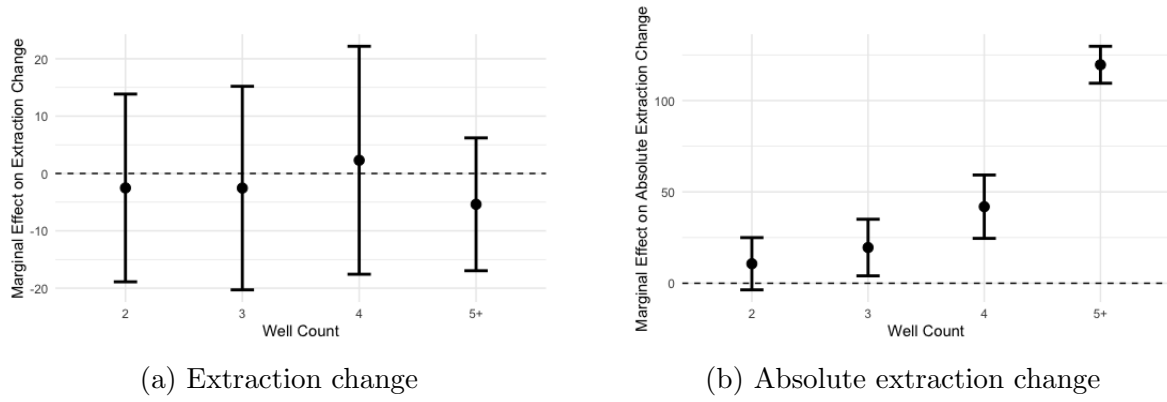 Marginal Effect on Extraction Change
20
10
0
-10
-20
2
3
4
5+
Well Count
(a) Extraction change
Marginal Effect on Absolute Extraction Change
100
50
0
2
3
4
5+
Well Count
(b) Absolute extraction change